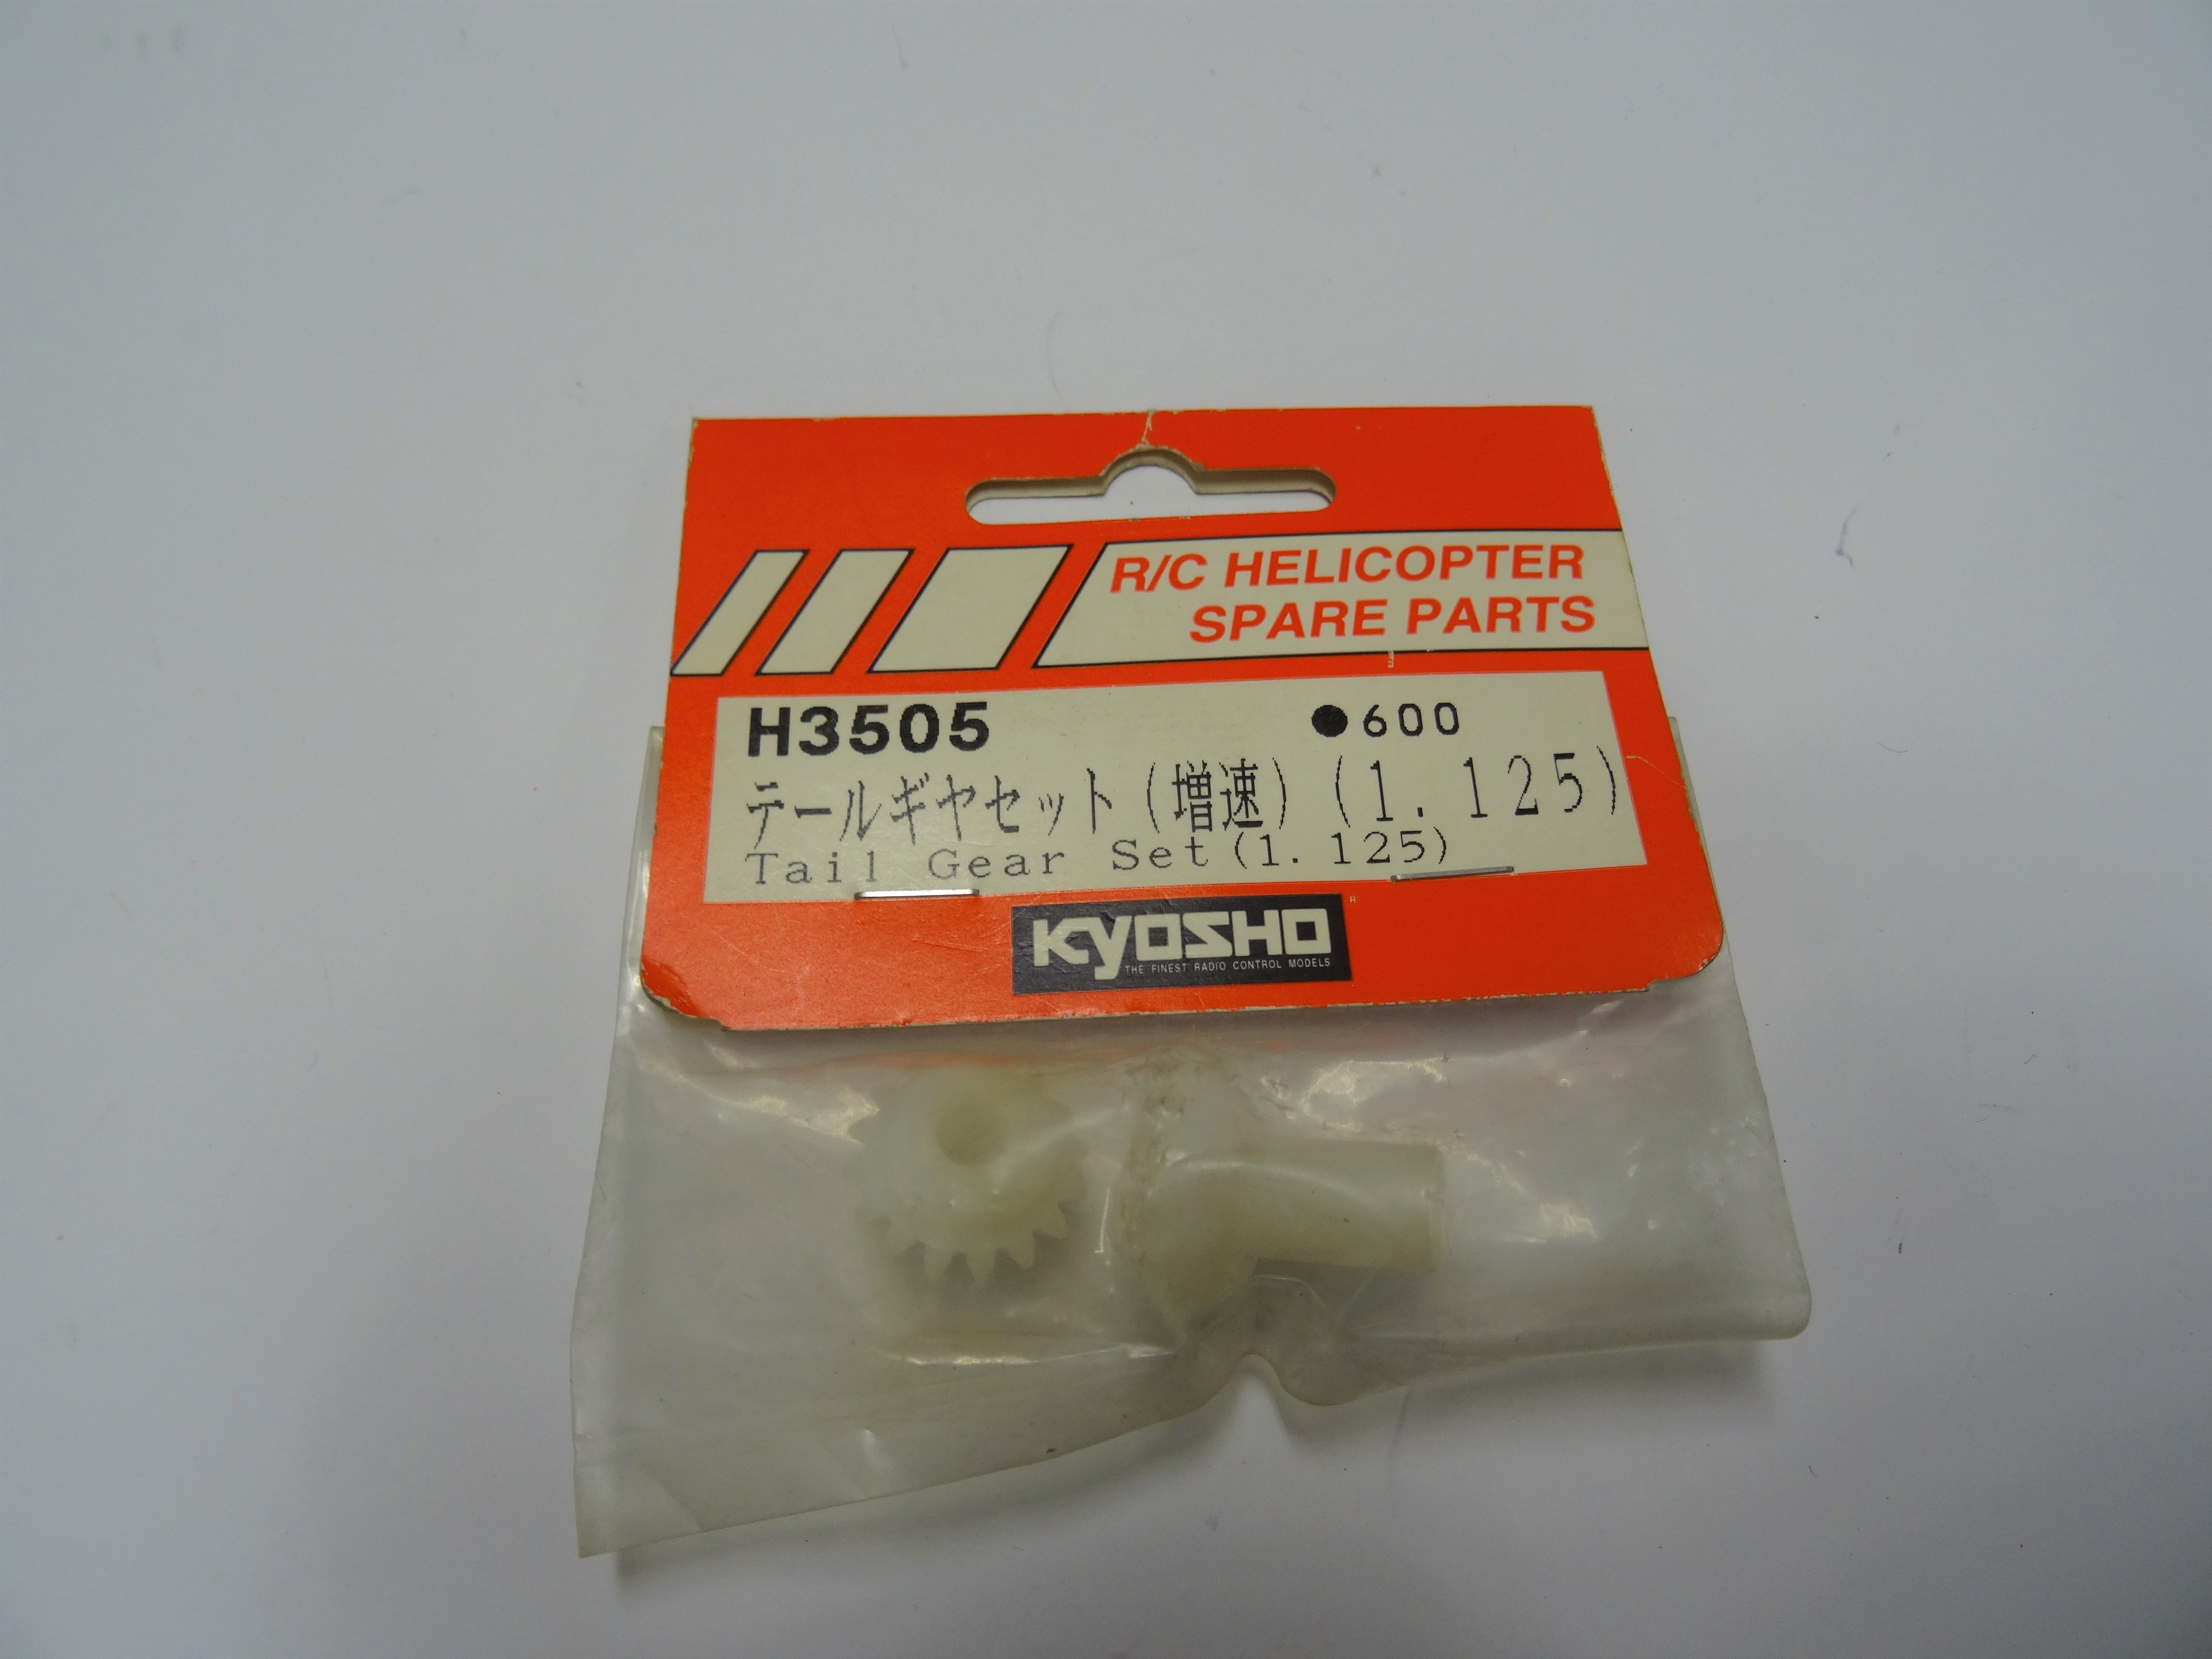 R/C HELICOPTER
SPARE PARTS
H3505 ●600
テールギヤセット(増速)(1.125)
Tail Gear Set(1.125)
KYOSHO R
THE FINEST RADIO CONTROL MODELS